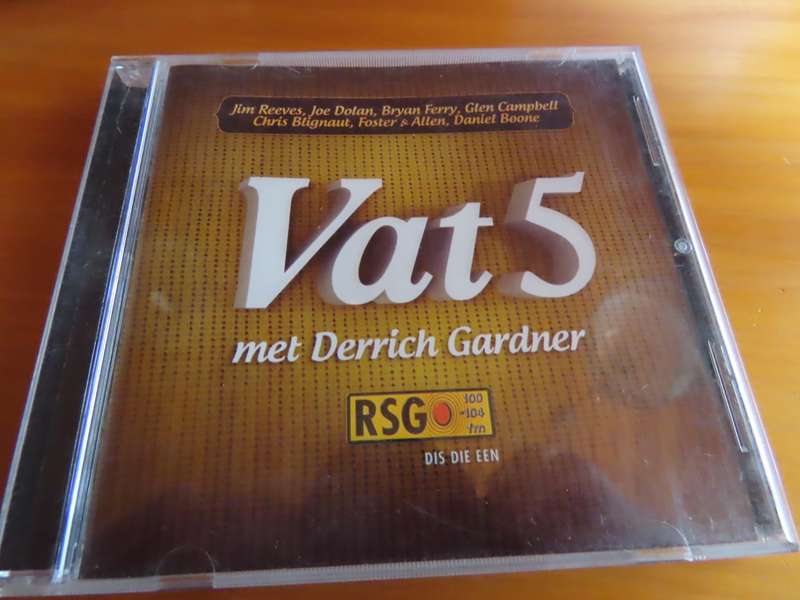 Jim Reeves, Joe Dolan, Bryan Ferry, Glen Campbell
Chris Blignaut, Foster & Allen, Daniel Boone
Vat 5
met Derrich Gardner
RSG 100
-104
fm
DIS DIE EEN